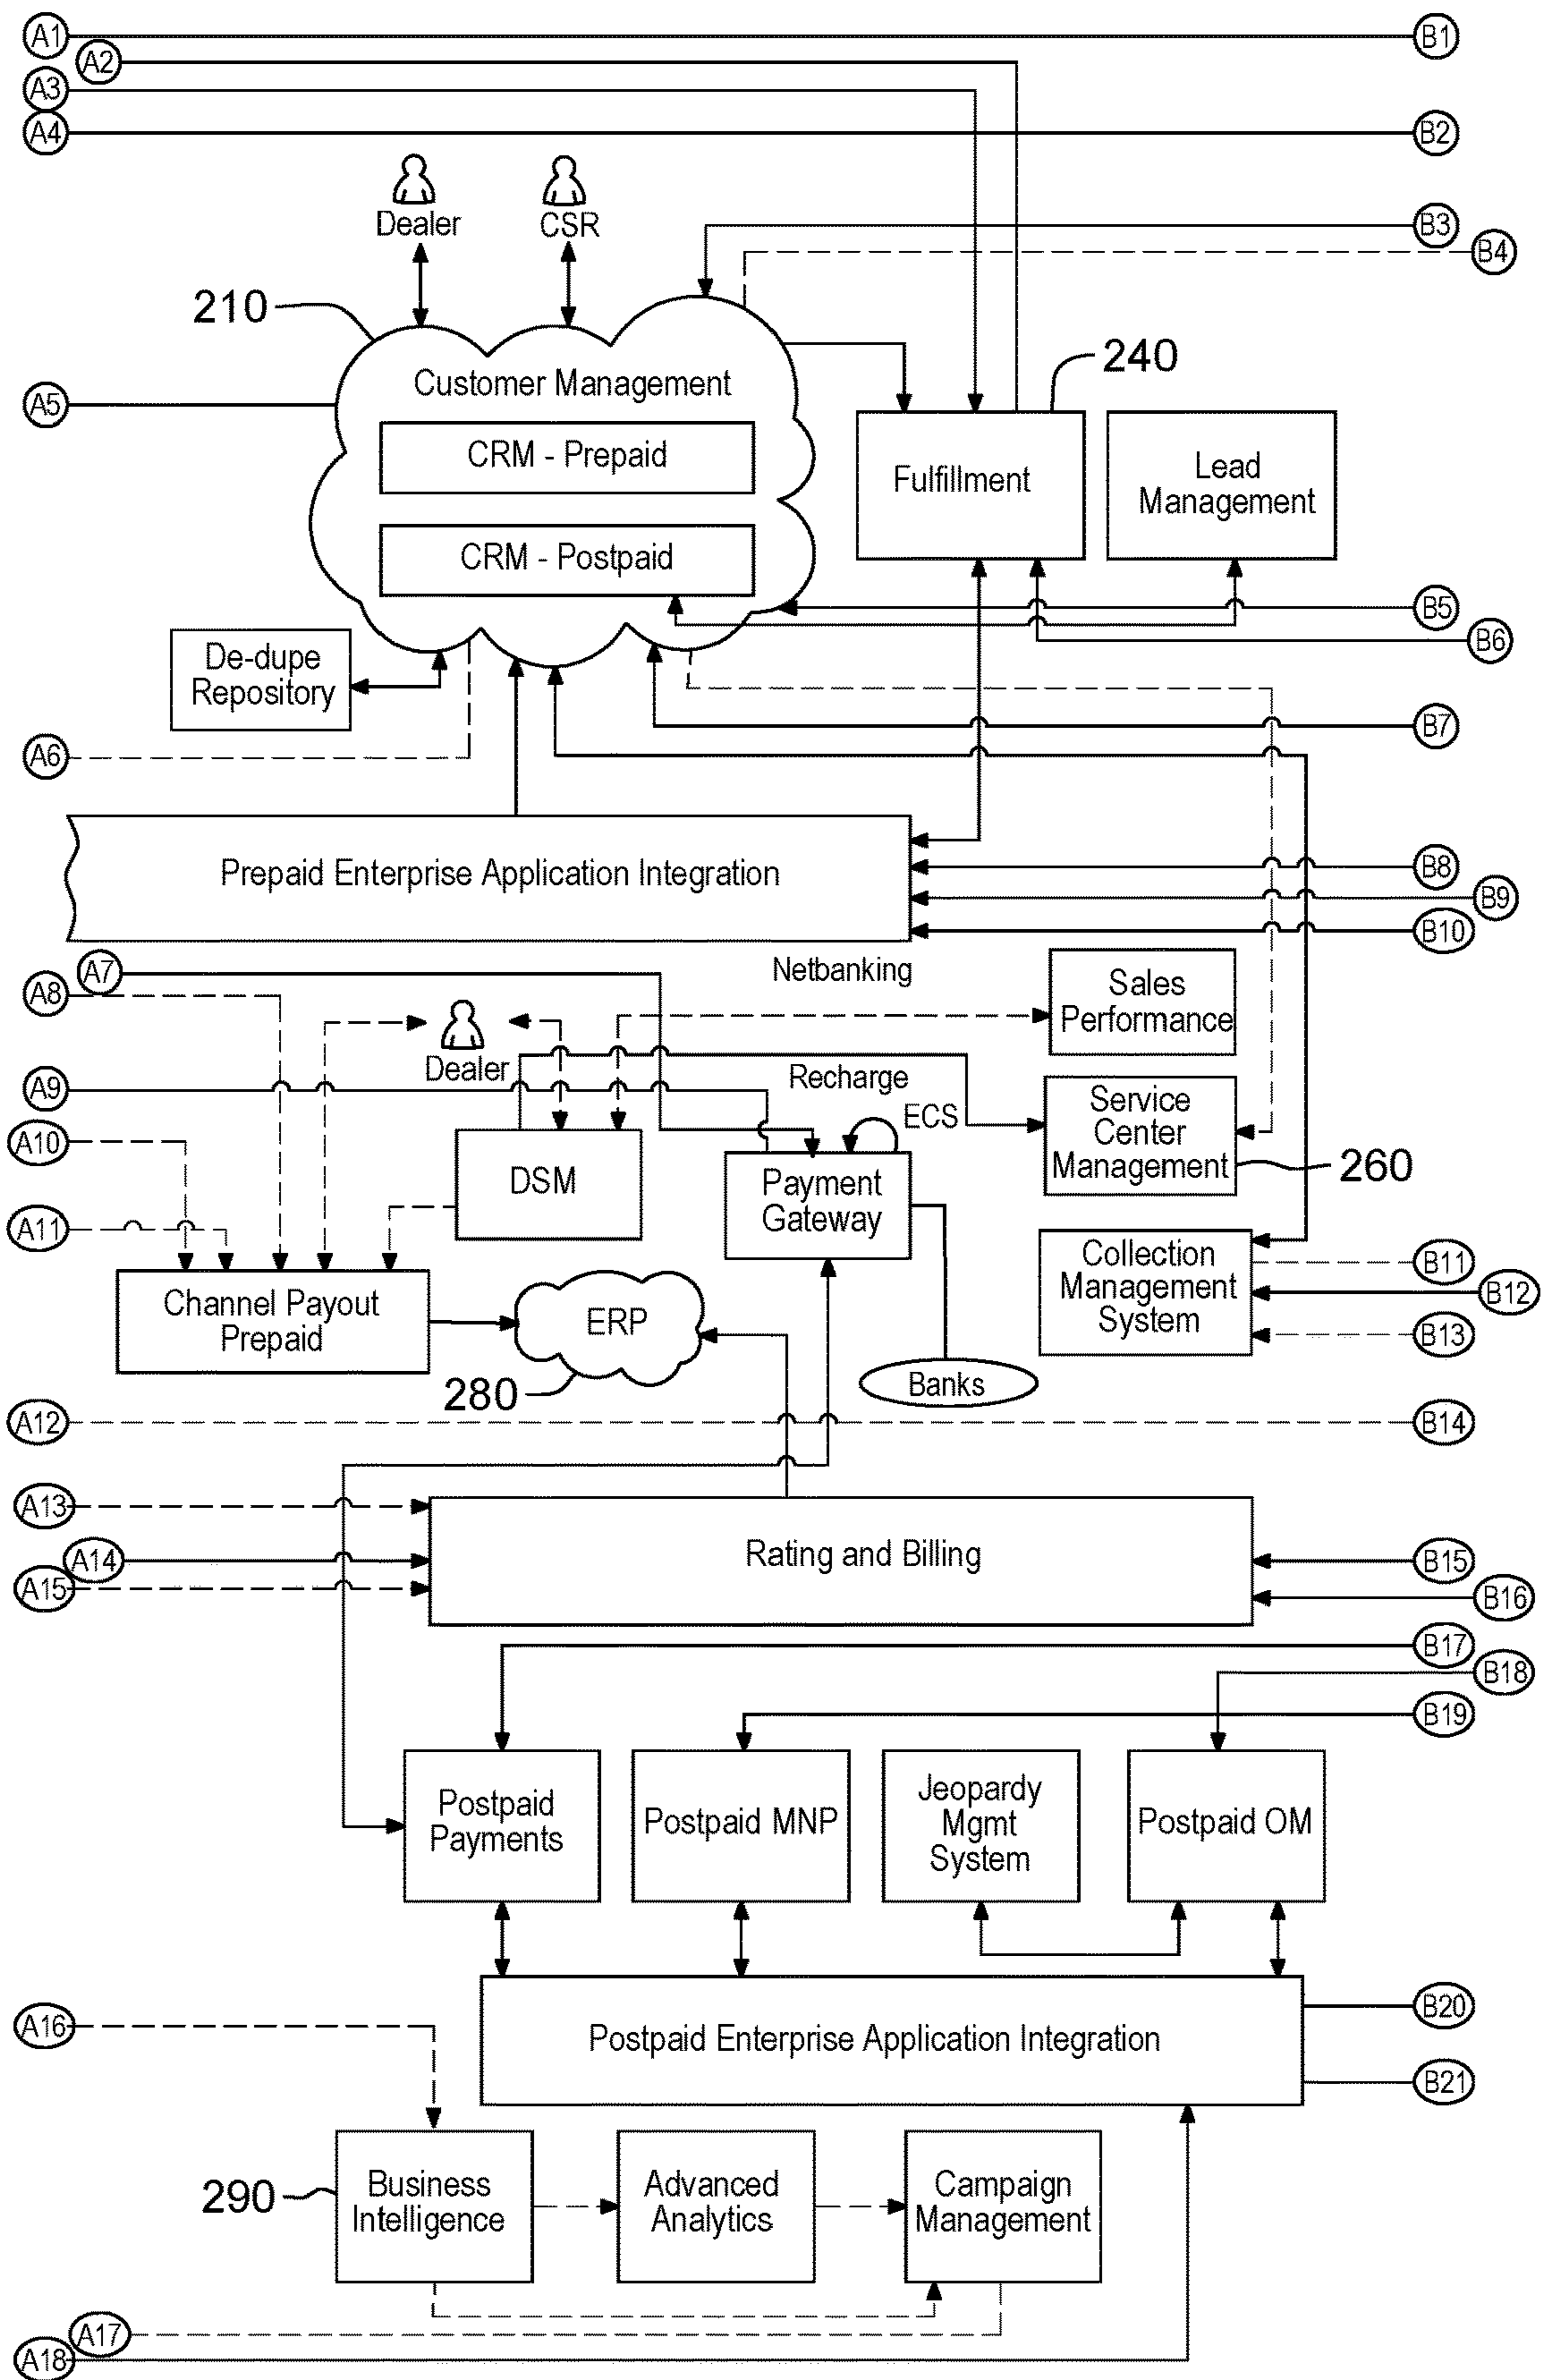 A1
B1
A2
A3
A4
B2
Dealer
CSR
B3
B4
210
240
A5
Customer Management
CRM - Prepaid
CRM - Postpaid
Fulfillment
Lead
Management
B5
B6
De-dupe
Repository
B7
A6
Prepaid Enterprise Application Integration
B8
B9
B10
A7
A8
Netbanking
Sales
Performance
Dealer
A9
Recharge
ECS
Service
Center
Management
260
A10
A11
DSM
Payment
Gateway
Collection
Management
System
B11
B12
B13
Channel Payout
Prepaid
ERP
280
Banks
A12
B14
A13
A14
A15
Rating and Billing
B15
B16
B17
B18
B19
Postpaid
Payments
Postpaid MNP
Jeopardy
Mgmt
System
Postpaid OM
A16
B20
Postpaid Enterprise Application Integration
B21
290
Business
Intelligence
Advanced
Analytics
Campaign
Management
A17
A18